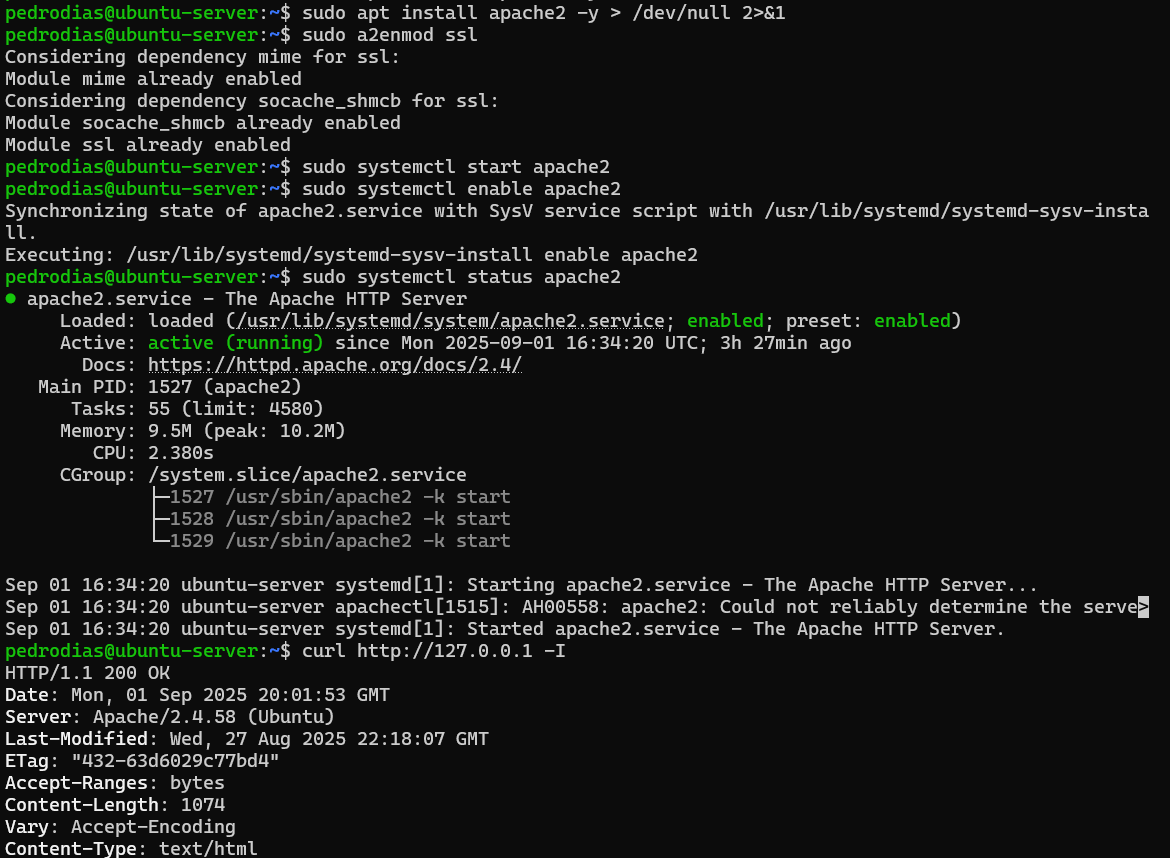 pedrodias@ubuntu-server:~$ sudo apt install apache2 -y > /dev/null 2>&1
pedrodias@ubuntu-server:~$ sudo a2enmod ssl
Considering dependency mime for ssl:
Module mime already enabled
Considering dependency socache_shmcb for ssl:
Module socache_shmcb already enabled
Module ssl already enabled
pedrodias@ubuntu-server:~$ sudo systemctl start apache2
pedrodias@ubuntu-server:~$ sudo systemctl enable apache2
Synchronizing state of apache2.service with SysV service script with /usr/lib/systemd/systemd-sysv-insta
ll.
Executing: /usr/lib/systemd/systemd-sysv-install enable apache2
pedrodias@ubuntu-server:~$ sudo systemctl status apache2
● apache2.service - The Apache HTTP Server
     Loaded: loaded (/usr/lib/systemd/system/apache2.service; enabled; preset: enabled)
     Active: active (running) since Mon 2025-09-01 16:34:20 UTC; 3h 27min ago
       Docs: https://httpd.apache.org/docs/2.4/
   Main PID: 1527 (apache2)
      Tasks: 55 (limit: 4580)
     Memory: 9.5M (peak: 10.2M)
        CPU: 2.380s
     CGroup: /system.slice/apache2.service
             ├─1527 /usr/sbin/apache2 -k start
             ├─1528 /usr/sbin/apache2 -k start
             └─1529 /usr/sbin/apache2 -k start

Sep 01 16:34:20 ubuntu-server systemd[1]: Starting apache2.service - The Apache HTTP Server...
Sep 01 16:34:20 ubuntu-server apachectl[1515]: AH00558: apache2: Could not reliably determine the serve>
Sep 01 16:34:20 ubuntu-server systemd[1]: Started apache2.service - The Apache HTTP Server.
pedrodias@ubuntu-server:~$ curl http://127.0.0.1 -I
HTTP/1.1 200 OK
Date: Mon, 01 Sep 2025 20:01:53 GMT
Server: Apache/2.4.58 (Ubuntu)
Last-Modified: Wed, 27 Aug 2025 22:18:07 GMT
ETag: "432-63d6029c77bd4"
Accept-Ranges: bytes
Content-Length: 1074
Vary: Accept-Encoding
Content-Type: text/html